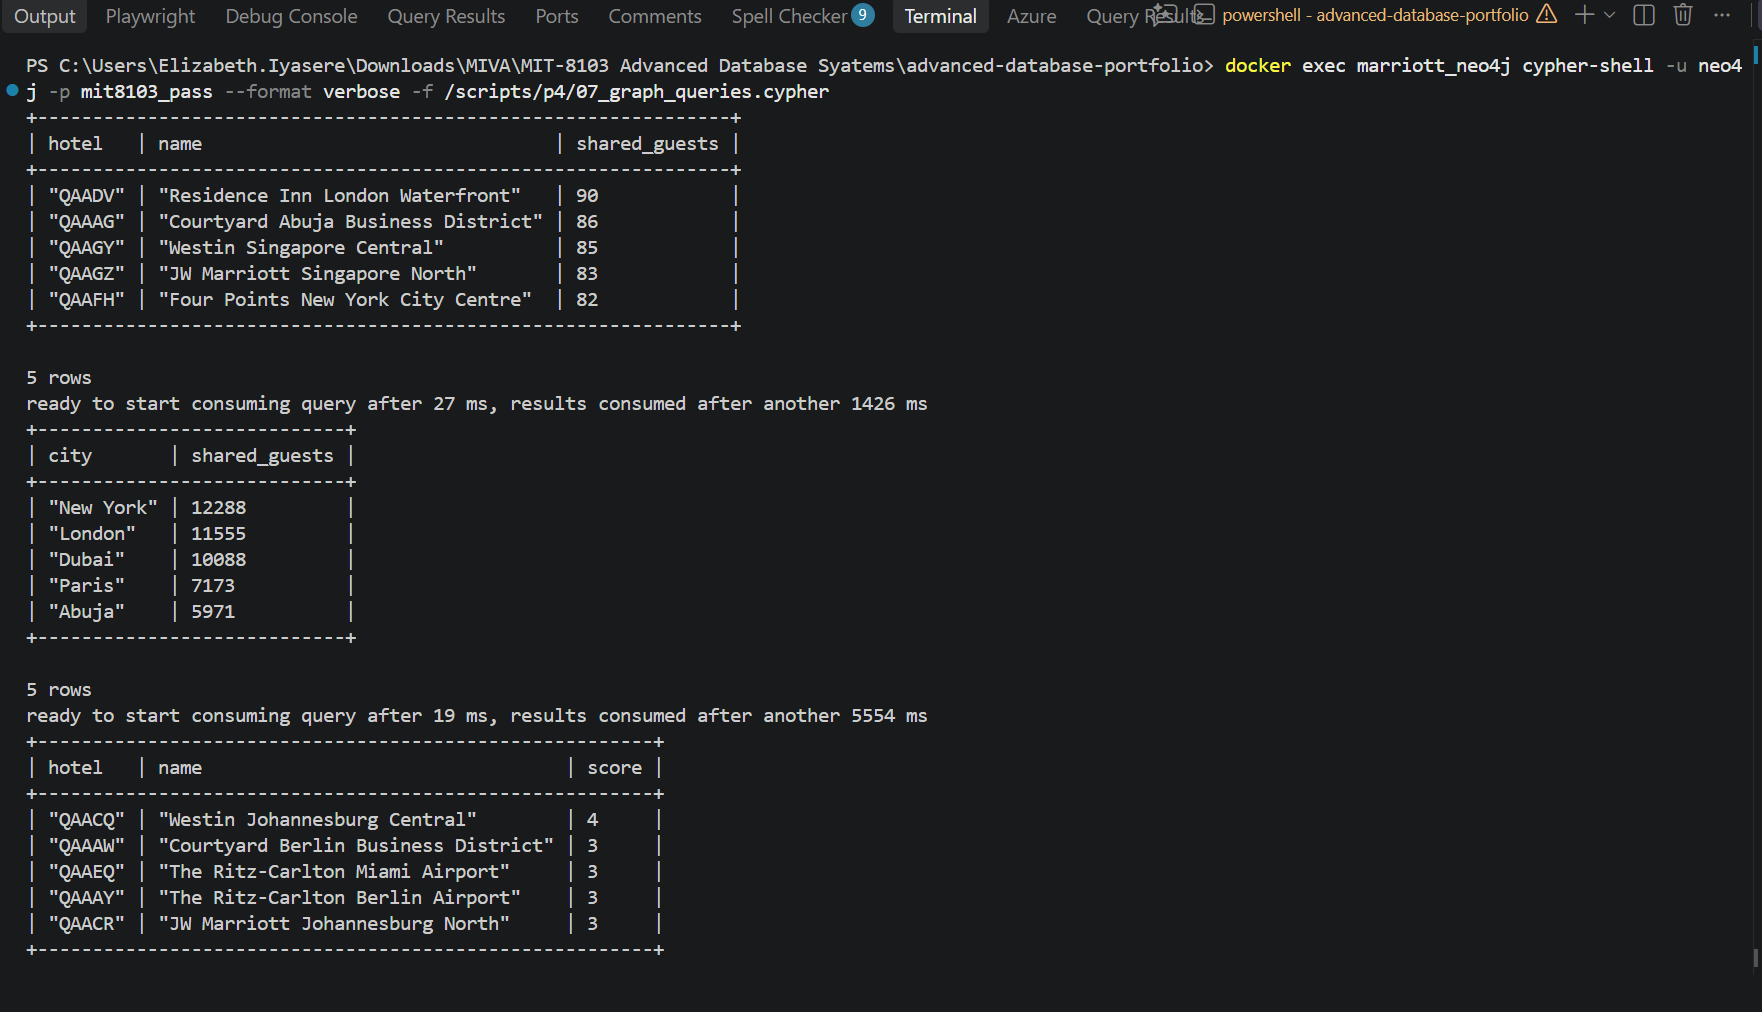 Output Playwright Debug Console Query Results Ports Comments Spell Checker 9 Terminal Azure Query Results powershell - advanced-database-portfolio
PS C:\Users\Elizabeth.Iyasere\Downloads\MIVA\MIT-8103 Advanced Database Syatems\advanced-database-portfolio> docker exec marriott_neo4j cypher-shell -u neo4
j -p mit8103_pass --format verbose -f /scripts/p4/07_graph_queries.cypher
+---------------------------------------------------------------+
| hotel   | name                                | shared_guests |
+---------------------------------------------------------------+
| "QAADV" | "Residence Inn London Waterfront"   | 90            |
| "QAAAG" | "Courtyard Abuja Business District" | 86            |
| "QAAGY" | "Westin Singapore Central"          | 85            |
| "QAAGZ" | "JW Marriott Singapore North"       | 83            |
| "QAAFH" | "Four Points New York City Centre"  | 82            |
+---------------------------------------------------------------+
5 rows
ready to start consuming query after 27 ms, results consumed after another 1426 ms
+----------------------------+
| city       | shared_guests |
+----------------------------+
| "New York" | 12288         |
| "London"   | 11555         |
| "Dubai"    | 10088         |
| "Paris"    | 7173          |
| "Abuja"    | 5971          |
+----------------------------+
5 rows
ready to start consuming query after 19 ms, results consumed after another 5554 ms
+--------------------------------------------------------+
| hotel   | name                                 | score |
+--------------------------------------------------------+
| "QAACQ" | "Westin Johannesburg Central"        | 4     |
| "QAAAW" | "Courtyard Berlin Business District" | 3     |
| "QAAEQ" | "The Ritz-Carlton Miami Airport"     | 3     |
| "QAAAY" | "The Ritz-Carlton Berlin Airport"    | 3     |
| "QAACR" | "JW Marriott Johannesburg North"     | 3     |
+--------------------------------------------------------+